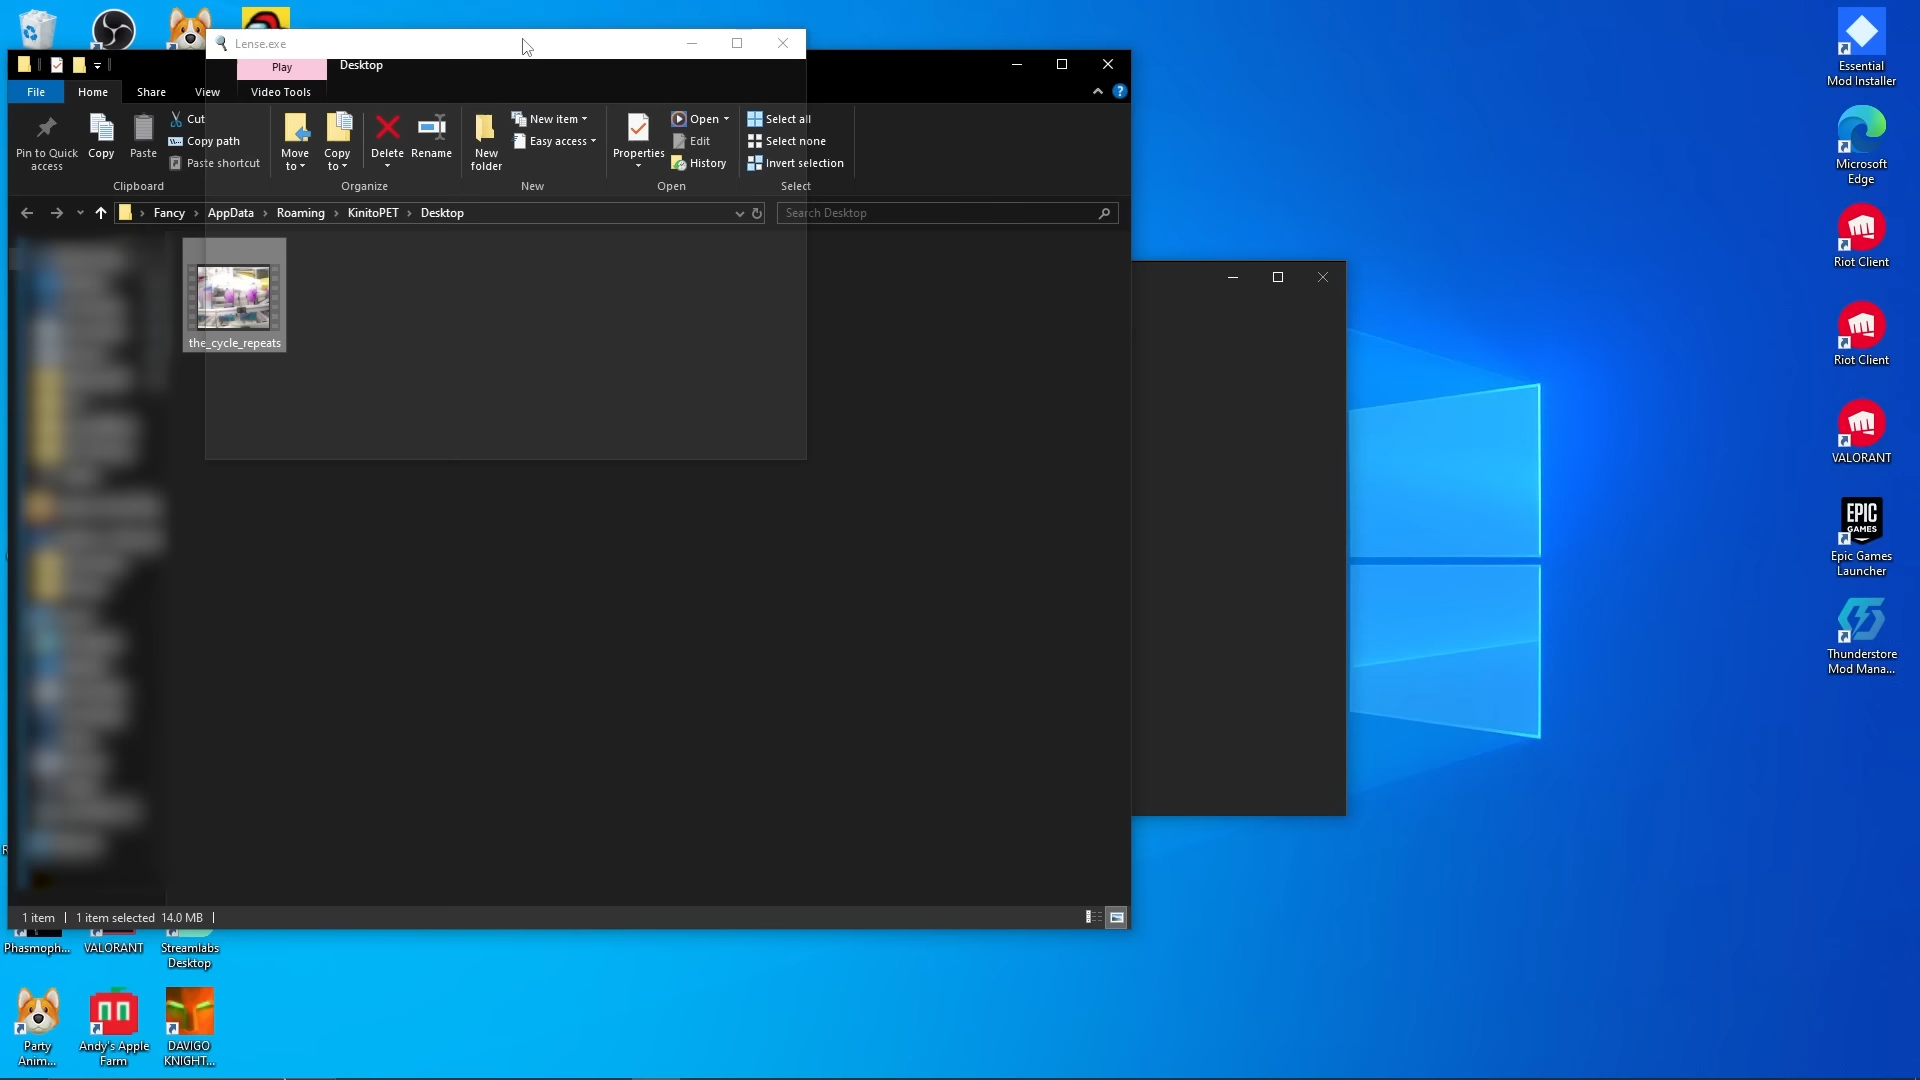 Lense.exe
Play
Desktop
File
Home
Share
View
Video Tools
Pin to Quick
access
Copy
Paste
Cut
Copy path
Paste shortcut
Clipboard
Move
to
Copy
to
Delete
Rename
Organize
New
folder
New item
Easy access
New
Properties
Open
Edit
History
Open
Select all
Select none
Invert selection
Select
Fancy
AppData
Roaming
KinitoPET
Desktop
Search Desktop
the_cycle_repeats
1 item
1 item selected 14.0 MB
Phasmoph...
VALORANT
Streamlabs
Desktop
Party
Anim...
Andy's Apple
Farm
DAVIGO
KNIGHT...
Essential
Mod Installer
Microsoft
Edge
Riot Client
Riot Client
VALORANT
EPIC
GAMES
Epic Games
Launcher
Thunderstore
Mod Mana...